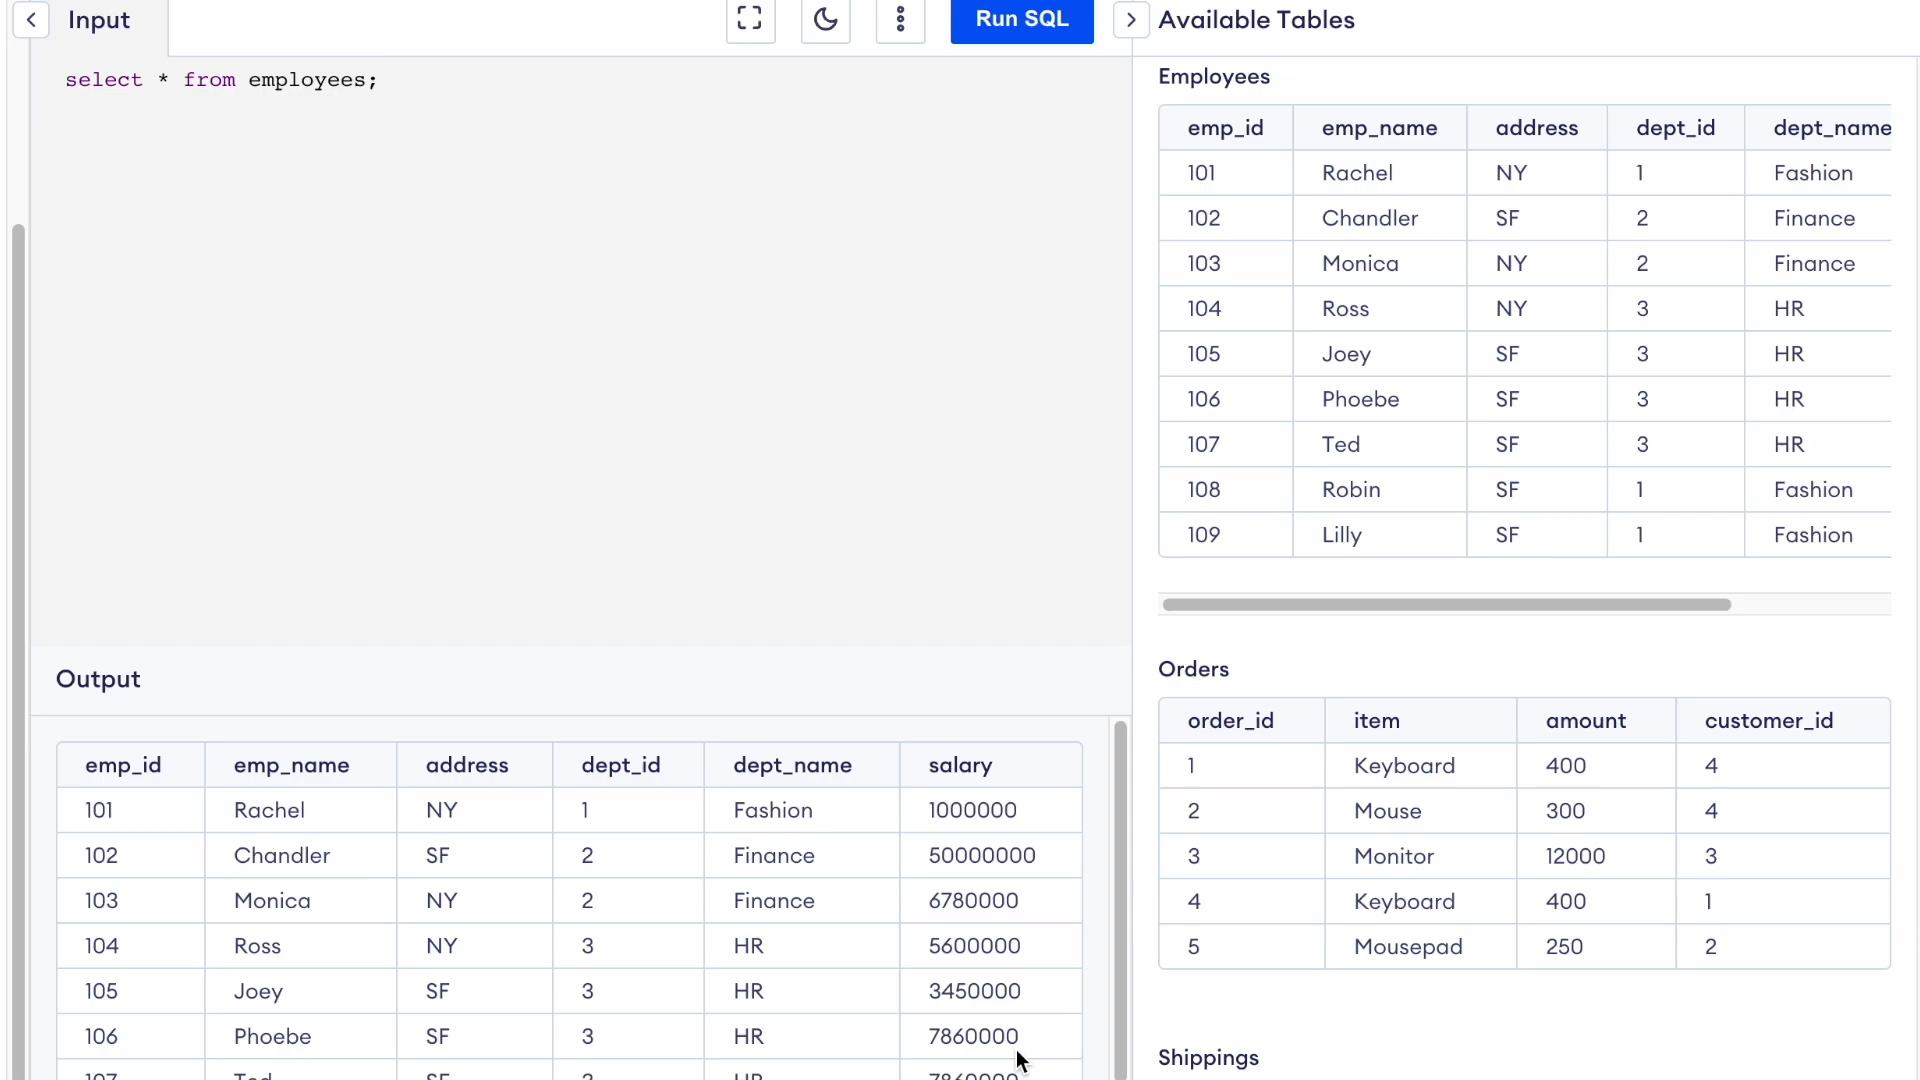 Input
Run SQL
select * from employees;
Output
emp_id emp_name address dept_id dept_name salary
101 Rachel NY 1 Fashion 1000000
102 Chandler SF 2 Finance 50000000
103 Monica NY 2 Finance 6780000
104 Ross NY 3 HR 5600000
105 Joey SF 3 HR 3450000
106 Phoebe SF 3 HR 7860000
Available Tables
Employees
emp_id emp_name address dept_id dept_name
101 Rachel NY 1 Fashion
102 Chandler SF 2 Finance
103 Monica NY 2 Finance
104 Ross NY 3 HR
105 Joey SF 3 HR
106 Phoebe SF 3 HR
107 Ted SF 3 HR
108 Robin SF 1 Fashion
109 Lilly SF 1 Fashion
Orders
order_id item amount customer_id
1 Keyboard 400 4
2 Mouse 300 4
3 Monitor 12000 3
4 Keyboard 400 1
5 Mousepad 250 2
Shippings